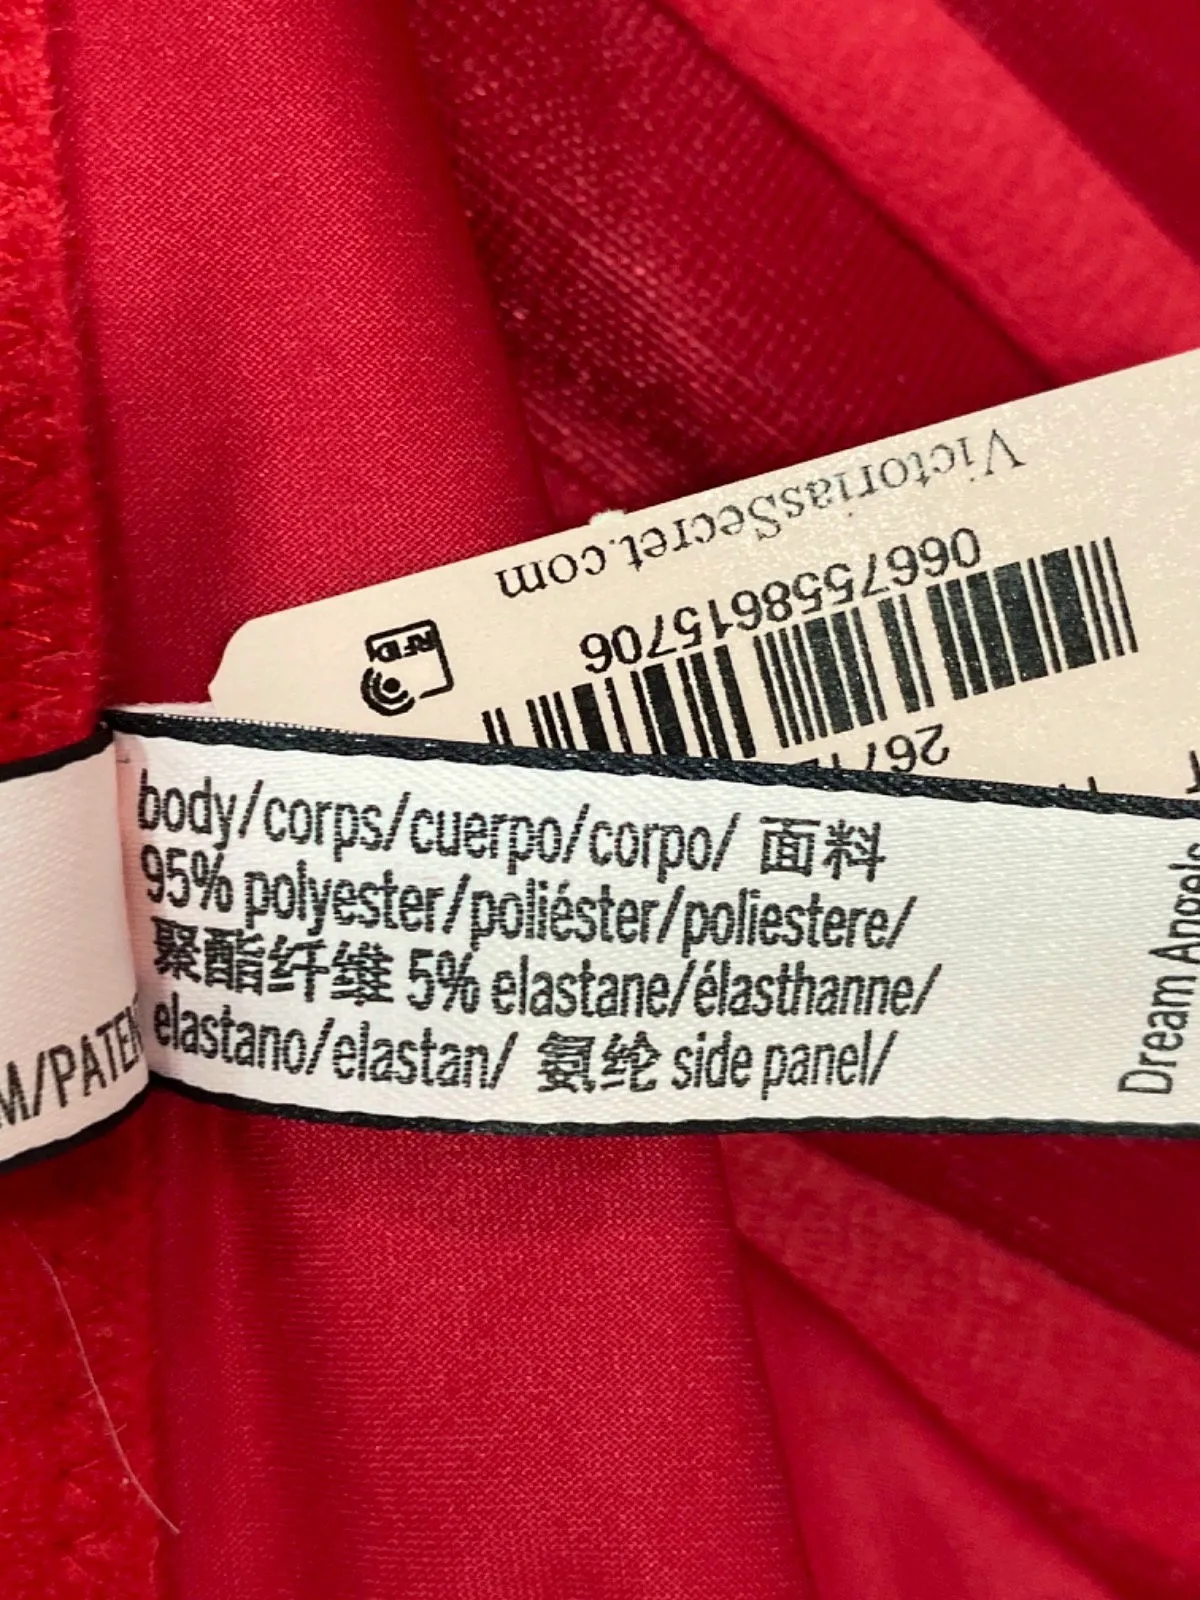 VictoriasSecret.com
0667558615706
RFID
body/corps/cuerpo/corpo/ 面料
95% polyester/poliéster/poliestere/
聚酯纤维 5% elastane/élasthanne/
elastano/elastan/ 氨纶 side panel/
Dream Angels